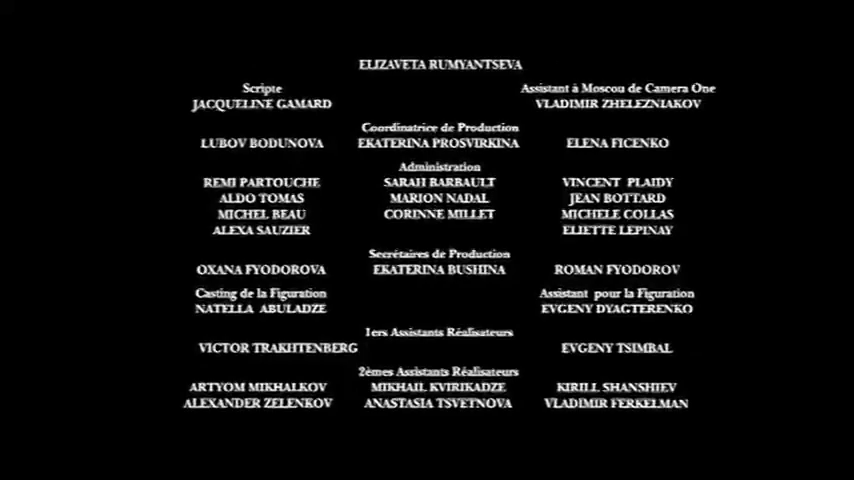 ELIZAVETA RUMYANTSEVA
Scripte Assistant à Moscou de Camera One
JACQUELINE GAMARD VLADIMIR ZHELEZNIAKOV
Coordinatrice de Production
LUBOV BODUNOVA EKATERINA PROSVIRKINA ELENA FICENKO
Administration
REMI PARTOUCHE SARAH BARBAULT VINCENT PLAIDY
ALDO TOMAS MARION NADAL JEAN BOTTARD
MICHEL BEAU CORINNE MILLET MICHELE COLLAS
ALEXA SAUZIER ELIETTE LEPINAY
Secrétaires de Production
OXANA FYODOROVA EKATERINA BUSHINA ROMAN FYODOROV
Casting de la Figuration Assistant pour la Figuration
NATELLA ABULADZE EVGENY DYAGTERENKO
1ers Assistants Réalisateurs
VICTOR TRAKHTENBERG EVGENY TSIMBAL
2èmes Assistants Réalisateurs
ARTYOM MIKHALKOV MIKHAIL KVIRIKADZE KIRILL SHANSHIEV
ALEXANDER ZELENKOV ANASTASIA TSVETNOVA VLADIMIR FERKELMAN